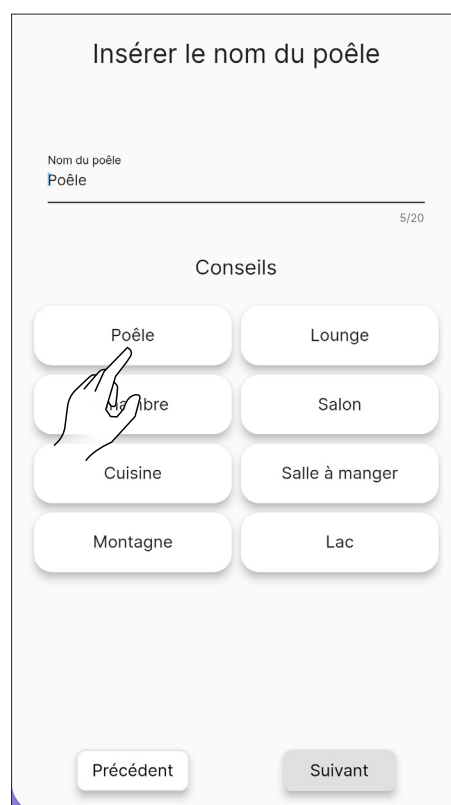 Insérer le nom du poêle
Nom du poêle
Poêle
5/20
Conseils
Poêle
Lounge
Salon
Cuisine
Salle à manger
Montagne
Lac
Précédent
Suivant